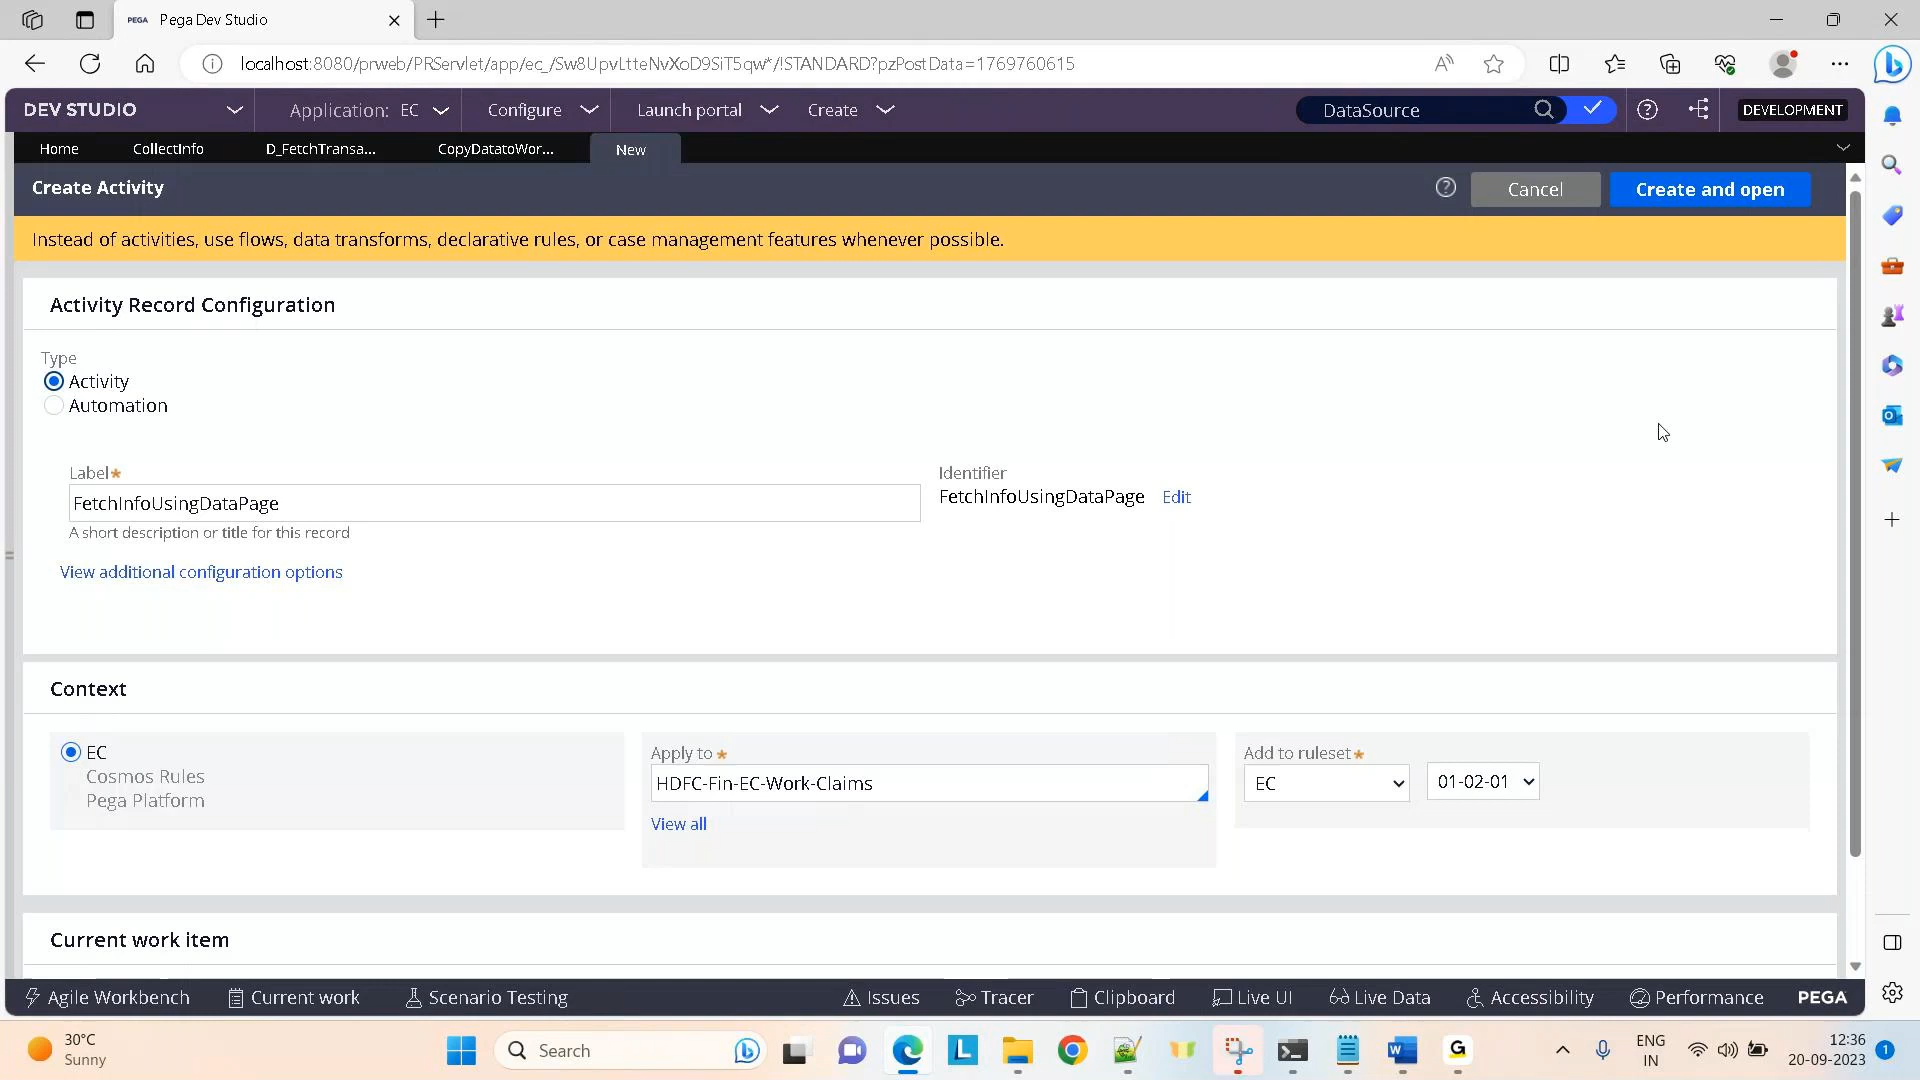 PEGA Pega Dev Studio
localhost:8080/prweb/PRServlet/app/ec_/Sw8UpvLtteNvXoD9SiT5qw*/!STANDARD?pzPostData=1769760615
DEV STUDIO Application: EC Configure Launch portal Create DataSource DEVELOPMENT
Home CollectInfo D_FetchTransa... CopyDatatoWor... New
Create Activity Cancel Create and open
Instead of activities, use flows, data transforms, declarative rules, or case management features whenever possible.
Activity Record Configuration
Type
Activity
Automation
Label* Identifier
FetchInfoUsingDataPage FetchInfoUsingDataPage Edit
A short description or title for this record
View additional configuration options
Context
EC Apply to * Add to ruleset*
Cosmos Rules HDFC-Fin-EC-Work-Claims EC 01-02-01
Pega Platform
View all
Current work item
Agile Workbench Current work Scenario Testing Issues Tracer Clipboard Live UI Live Data Accessibility Performance PEGA
30°C
Sunny
Search
ENG
IN
12:36
20-09-2023
1